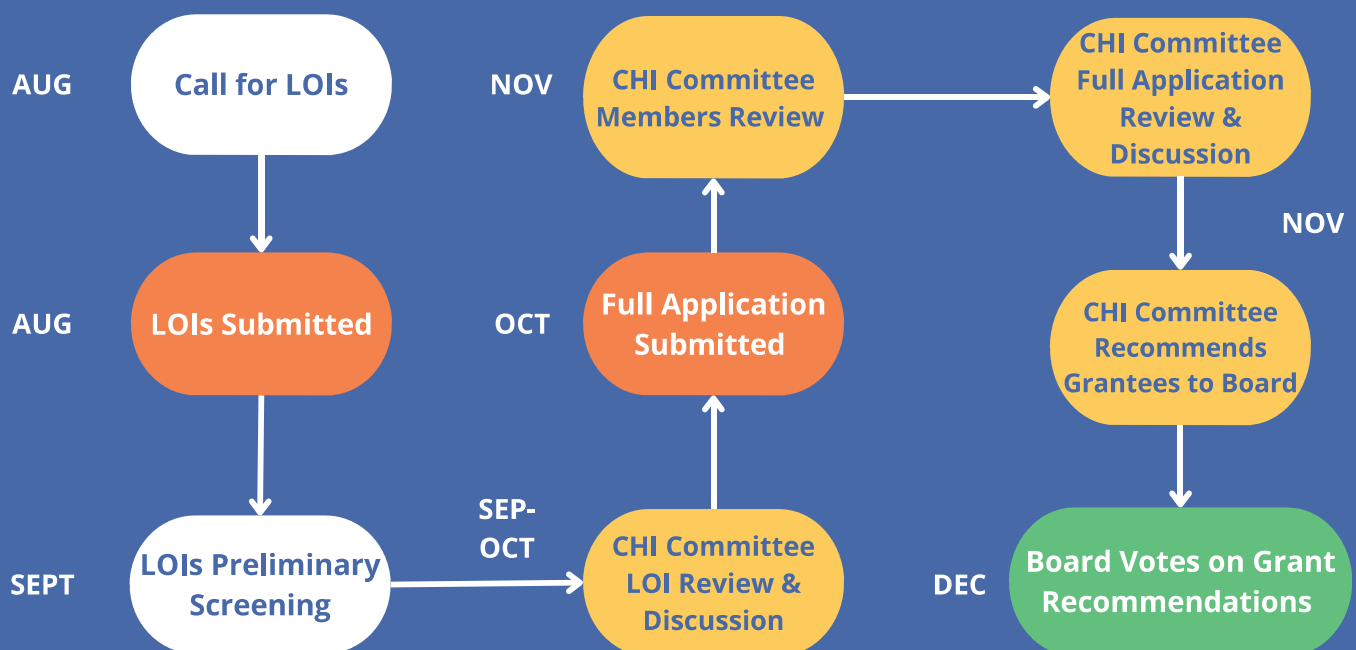 AUG
Call for LOIs
AUG
LOIs Submitted
SEPT
LOIs Preliminary
Screening
SEP-
OCT
CHI Committee
LOI Review &
Discussion
OCT
Full Application
Submitted
NOV
CHI Committee
Members Review
CHI Committee
Full Application
Review &
Discussion
NOV
CHI Committee
Recommends
Grantees to Board
DEC
Board Votes on Grant
Recommendations